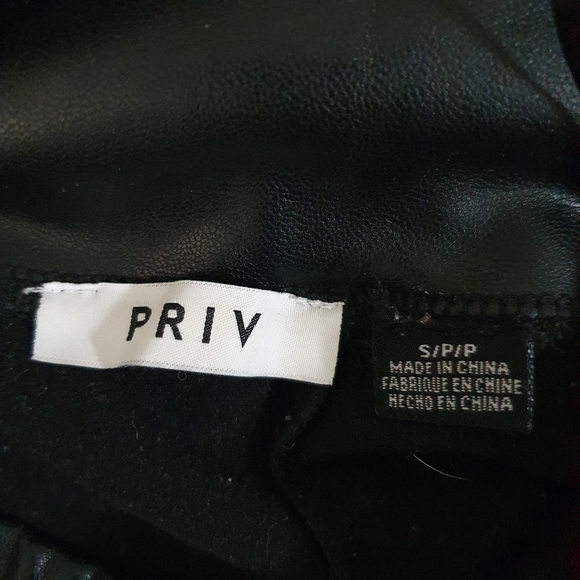 PRIV
S/P/P
MADE IN CHINA
FABRIQUE EN CHINE
HECHO EN CHINA